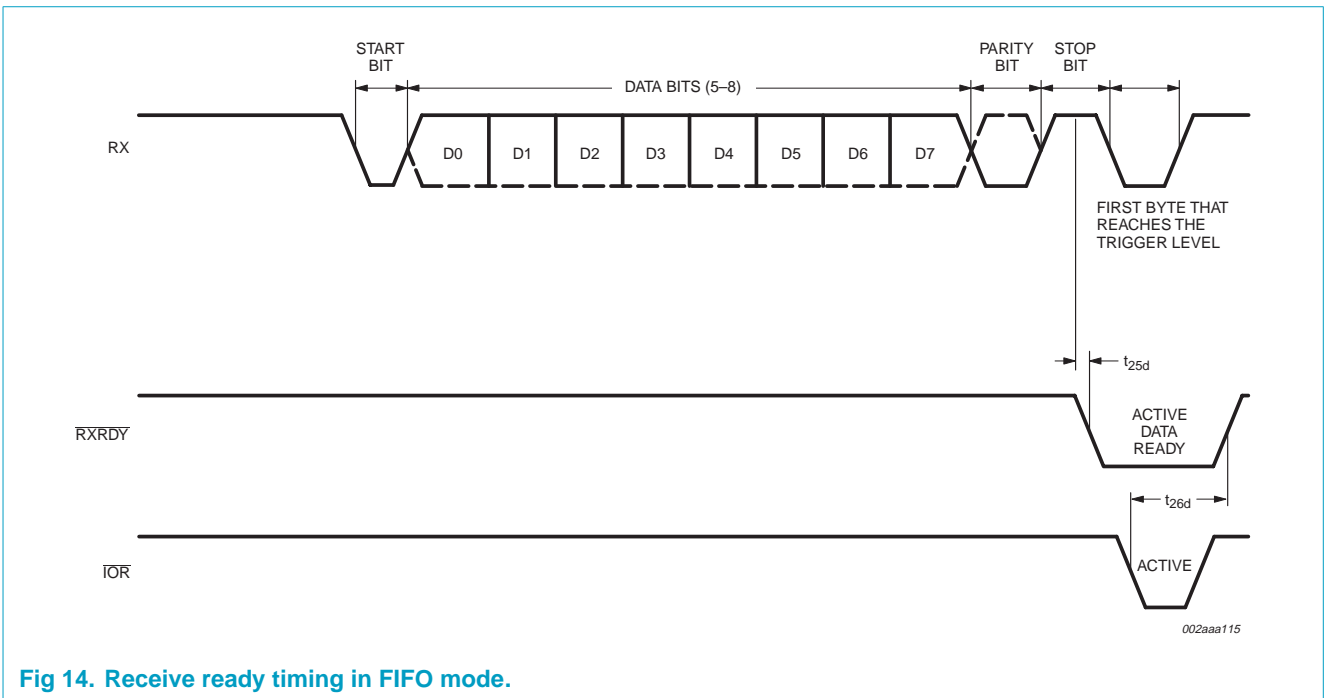 START
BIT
DATA BITS (5–8)
PARITY
BIT
STOP
BIT
RX
D0
D1
D2
D3
D4
D5
D6
D7
FIRST BYTE THAT
REACHES THE
TRIGGER LEVEL
t25d
RXRDY
ACTIVE
DATA
READY
t26d
IOR
ACTIVE
002aaa115
Fig 14. Receive ready timing in FIFO mode.